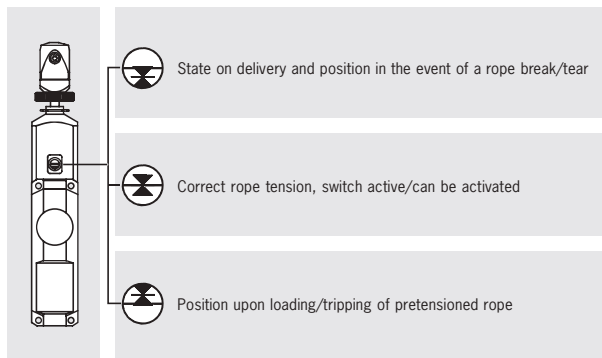 State on delivery and position in the event of a rope break/tear
Correct rope tension, switch active/can be activated
Position upon loading/tripping of pretensioned rope